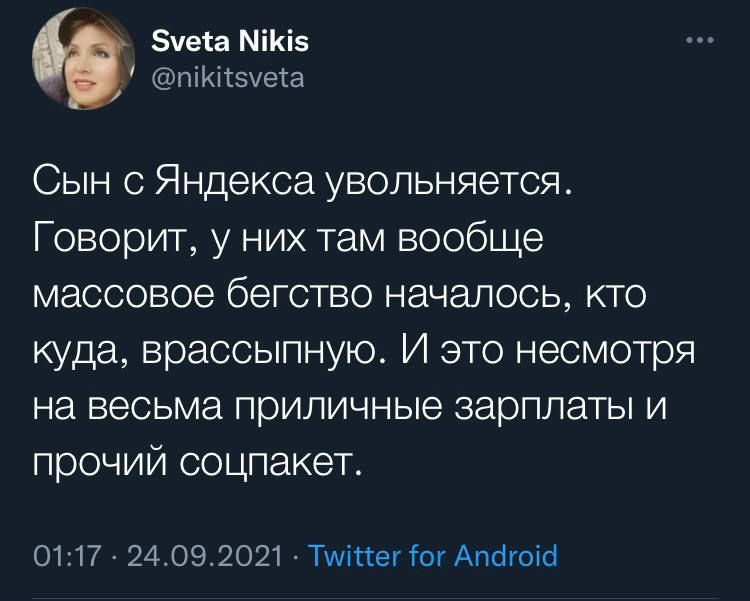 Sveta Nikis
@nikitsveta
Сын с Яндекса увольняется.
Говорит, у них там вообще
массовое бегство началось, кто
куда, врассыпную. И это несмотря
на весьма приличные зарплаты и
прочий соцпакет.
01:17 · 24.09.2021 · Twitter for Android